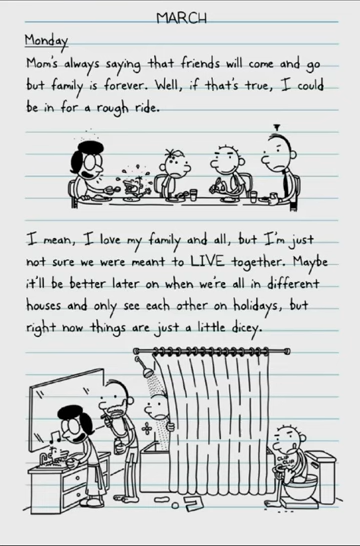 MARCH
Monday
Mom's always saying that friends will come and go
but family is forever. Well, if that's true, I could
be in for a rough ride.
I mean, I love my family and all, but I'm just
not sure we were meant to LIVE together. Maybe
it'll be better later on when we're all in different
houses and only see each other on holidays, but
right now things are just a little dicey.